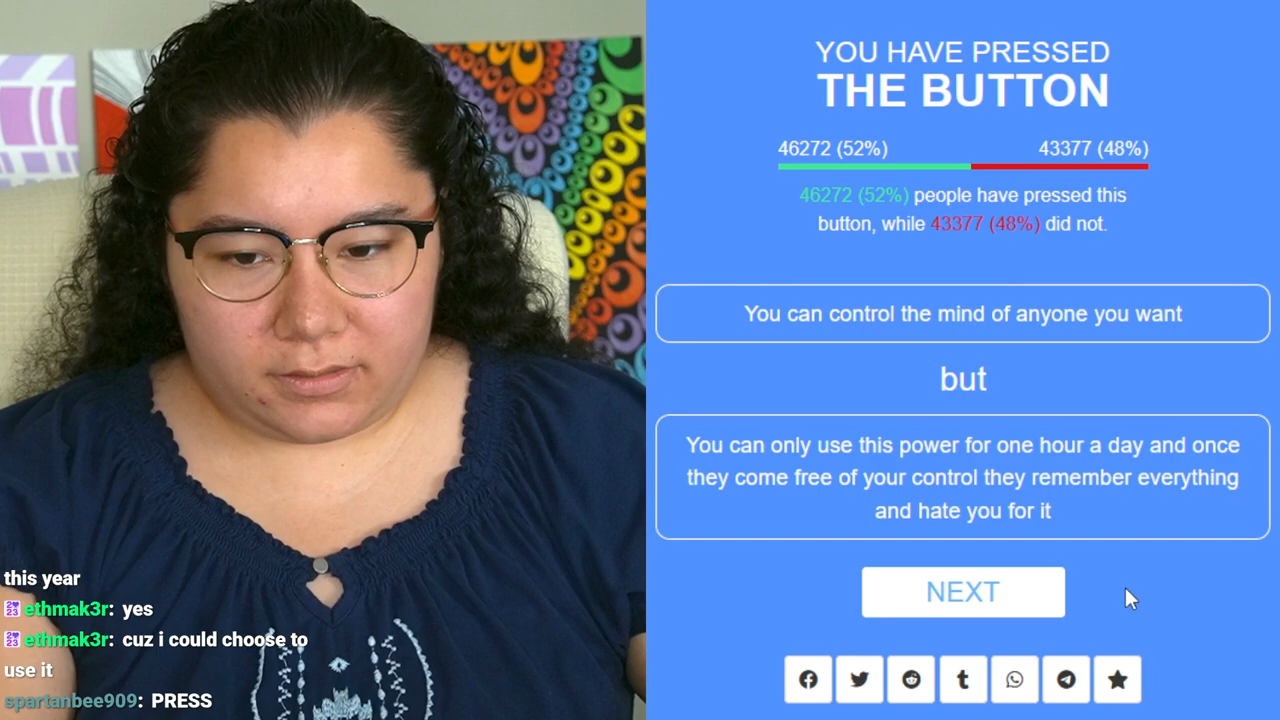 YOU HAVE PRESSED
THE BUTTON
46272 (52%) 43377 (48%)
46272 (52%) people have pressed this
button, while 43377 (48%) did not.
You can control the mind of anyone you want
but
You can only use this power for one hour a day and once
they come free of your control they remember everything
and hate you for it
NEXT
this year
ethmak3r: yes
ethmak3r: cuz i could choose to
use it
spartanbee909: PRESS